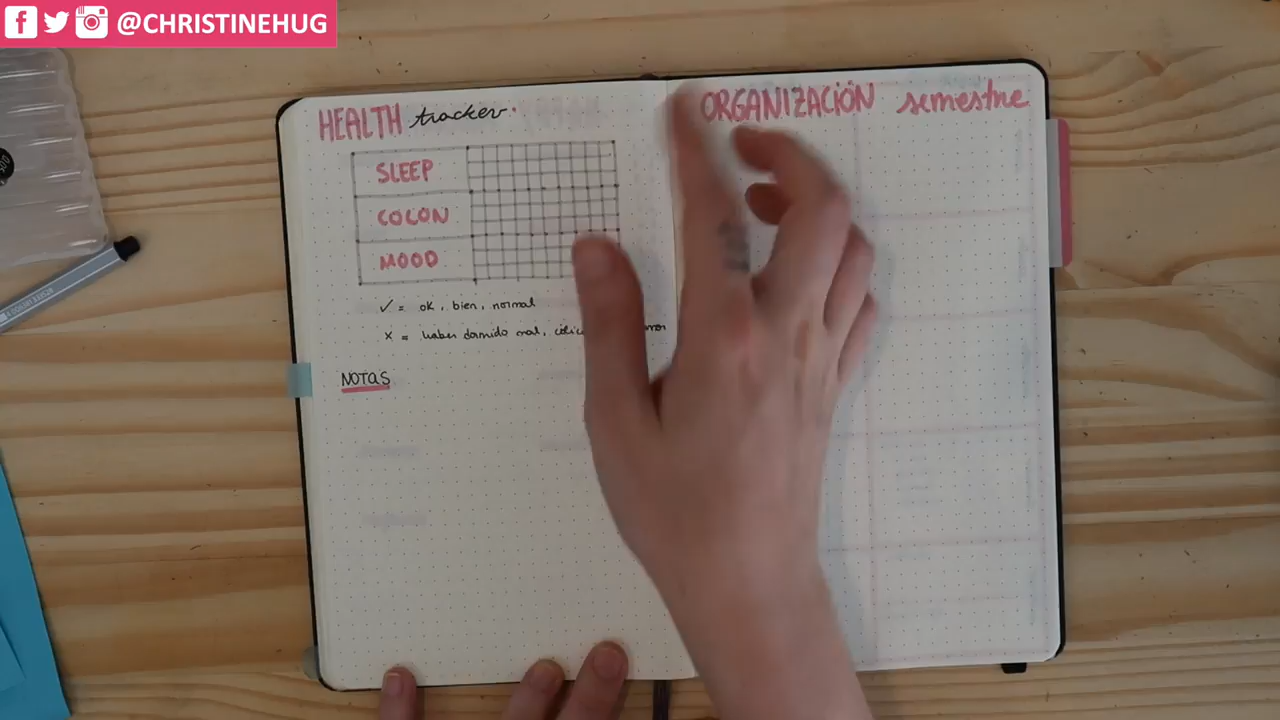 @CHRISTINEHUG
HEALTH tracker.
SLEEP
COLON
MOOD
✓ = ok, bien, normal
x = haber dormido mal,
NOTAS
ORGANIZACIÓN semestre